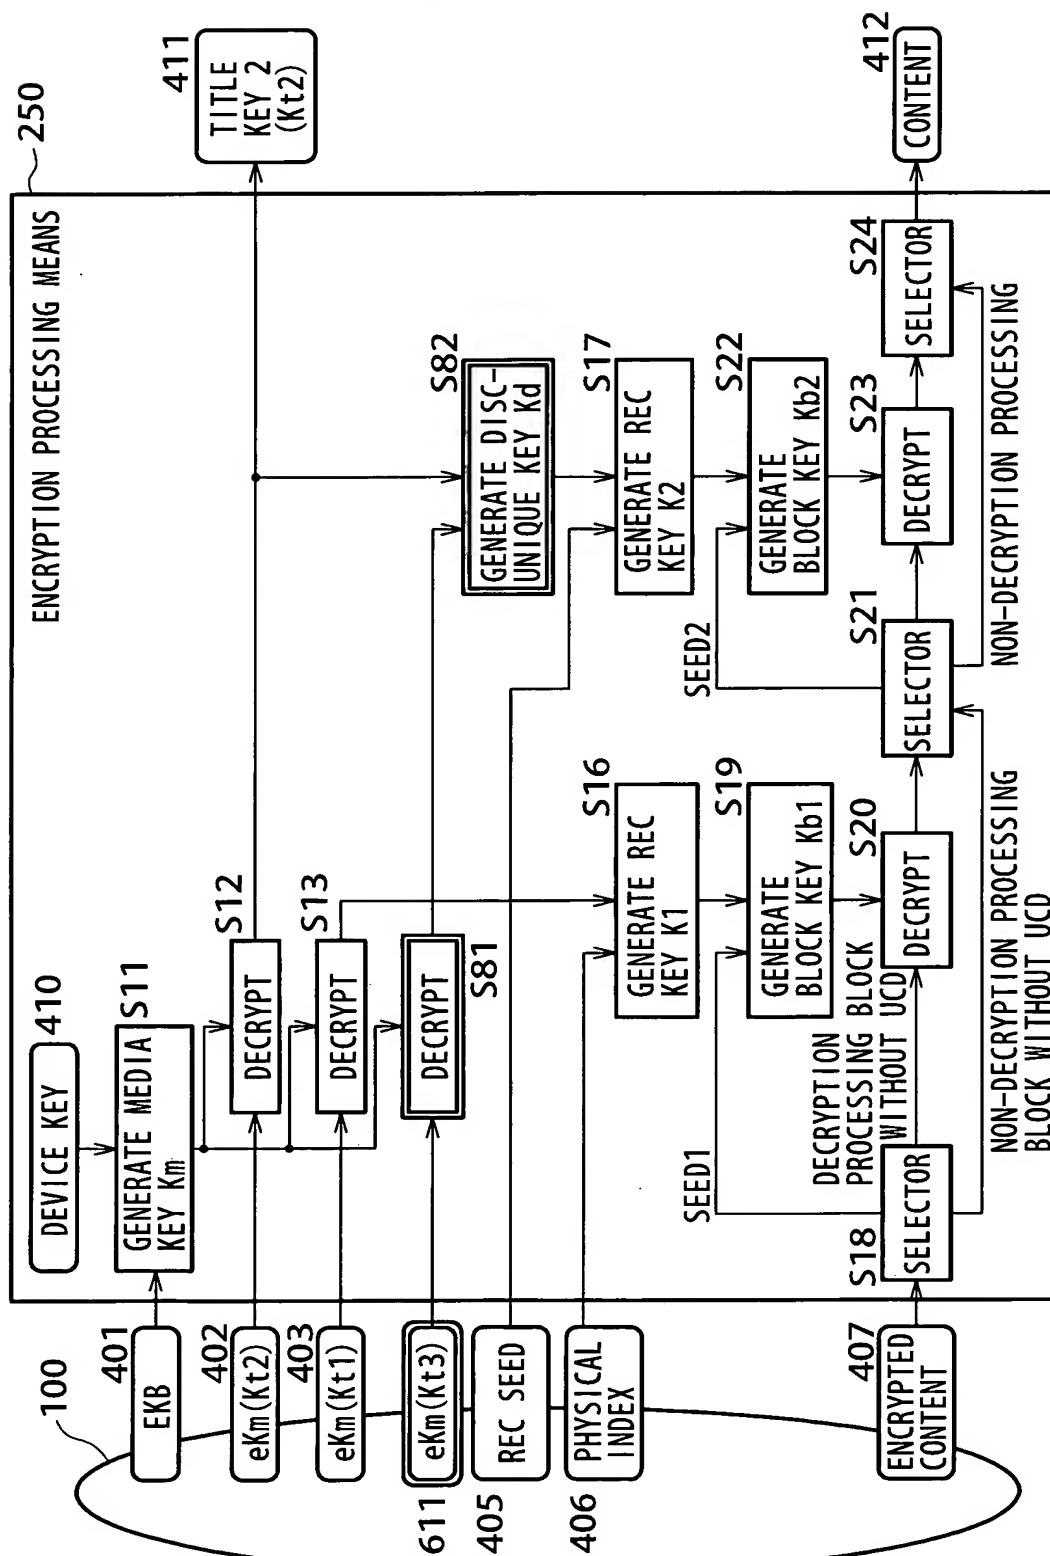 100
401
EKB
402
eKm(Kt2)
403
eKm(Kt1)
611
eKm(Kt3)
405
REC SEED
406
PHYSICAL
INDEX
407
ENCRYPTED
CONTENT
250
ENCRYPTION PROCESSING MEANS
410
DEVICE KEY
S11
GENERATE MEDIA
KEY Km
S12
DECRYPT
S13
DECRYPT
S81
DECRYPT
S82
GENERATE DISC-
UNIQUE KEY Kd
S16
GENERATE REC
KEY K1
S17
GENERATE REC
KEY K2
S19
GENERATE
BLOCK KEY Kb1
S22
GENERATE
BLOCK KEY Kb2
SEED1
SEED2
S18
SELECTOR
DECRYPTION
PROCESSING BLOCK
WITHOUT UCD
S20
DECRYPT
S21
SELECTOR
S23
DECRYPT
S24
SELECTOR
NON-DECRYPTION PROCESSING
BLOCK WITHOUT UCD
NON-DECRYPTION PROCESSING
411
TITLE
KEY 2
(Kt2)
412
CONTENT